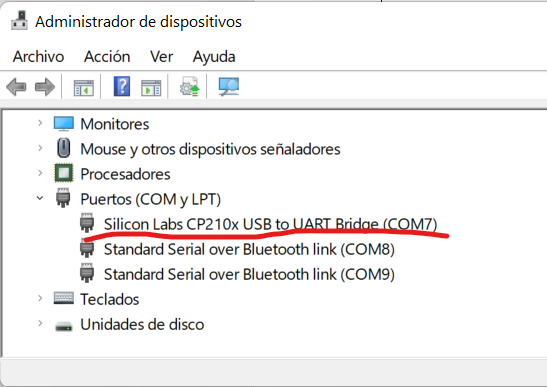 Administrador de dispositivos
Archivo Acción Ver Ayuda
Monitores
Mouse y otros dispositivos señaladores
Procesadores
Puertos (COM y LPT)
Silicon Labs CP210x USB to UART Bridge (COM7)
Standard Serial over Bluetooth link (COM8)
Standard Serial over Bluetooth link (COM9)
Teclados
Unidades de disco